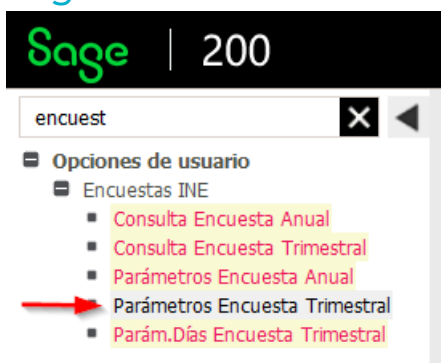 Sage | 200
encuest
Opciones de usuario
Encuestas INE
Consulta Encuesta Anual
Consulta Encuesta Trimestral
Parámetros Encuesta Anual
Parámetros Encuesta Trimestral
Parám.Días Encuesta Trimestral